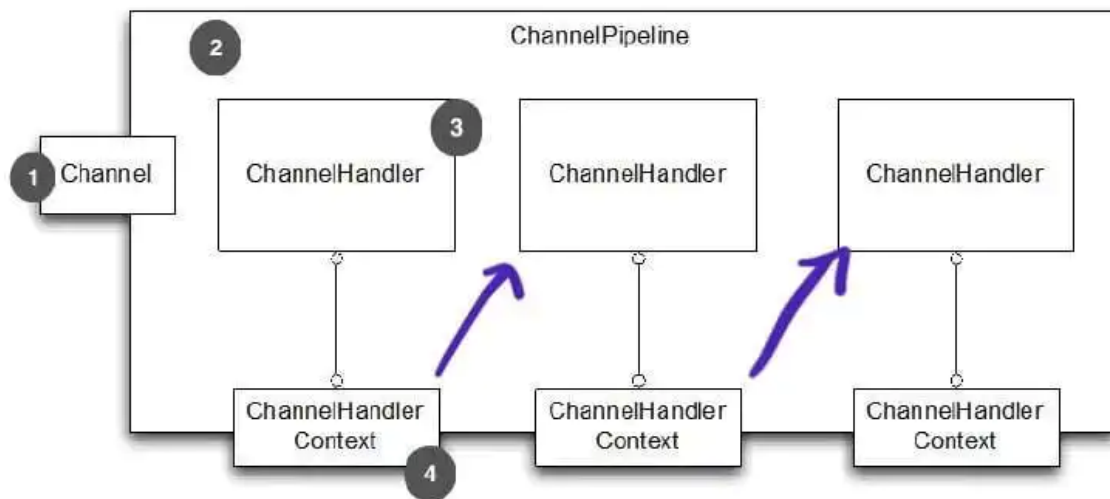 ChannelPipeline
2
3
1
Channel
ChannelHandler
ChannelHandler
ChannelHandler
ChannelHandler
Context
4
ChannelHandler
Context
ChannelHandler
Context